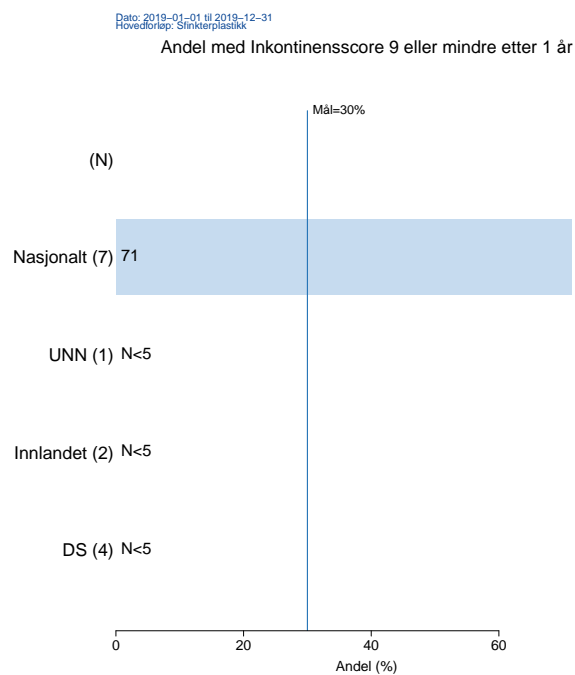 Dato: 2019−01−01 til 2019−12−31
Hovedforløp: Sfinkterplastikk
Andel med Inkontinensscore 9 eller mindre etter 1 år
Mål=30%
(N)
Nasjonalt (7) 71
UNN (1) N<5
Innlandet (2) N<5
DS (4) N<5
0 20 40 60
Andel (%)